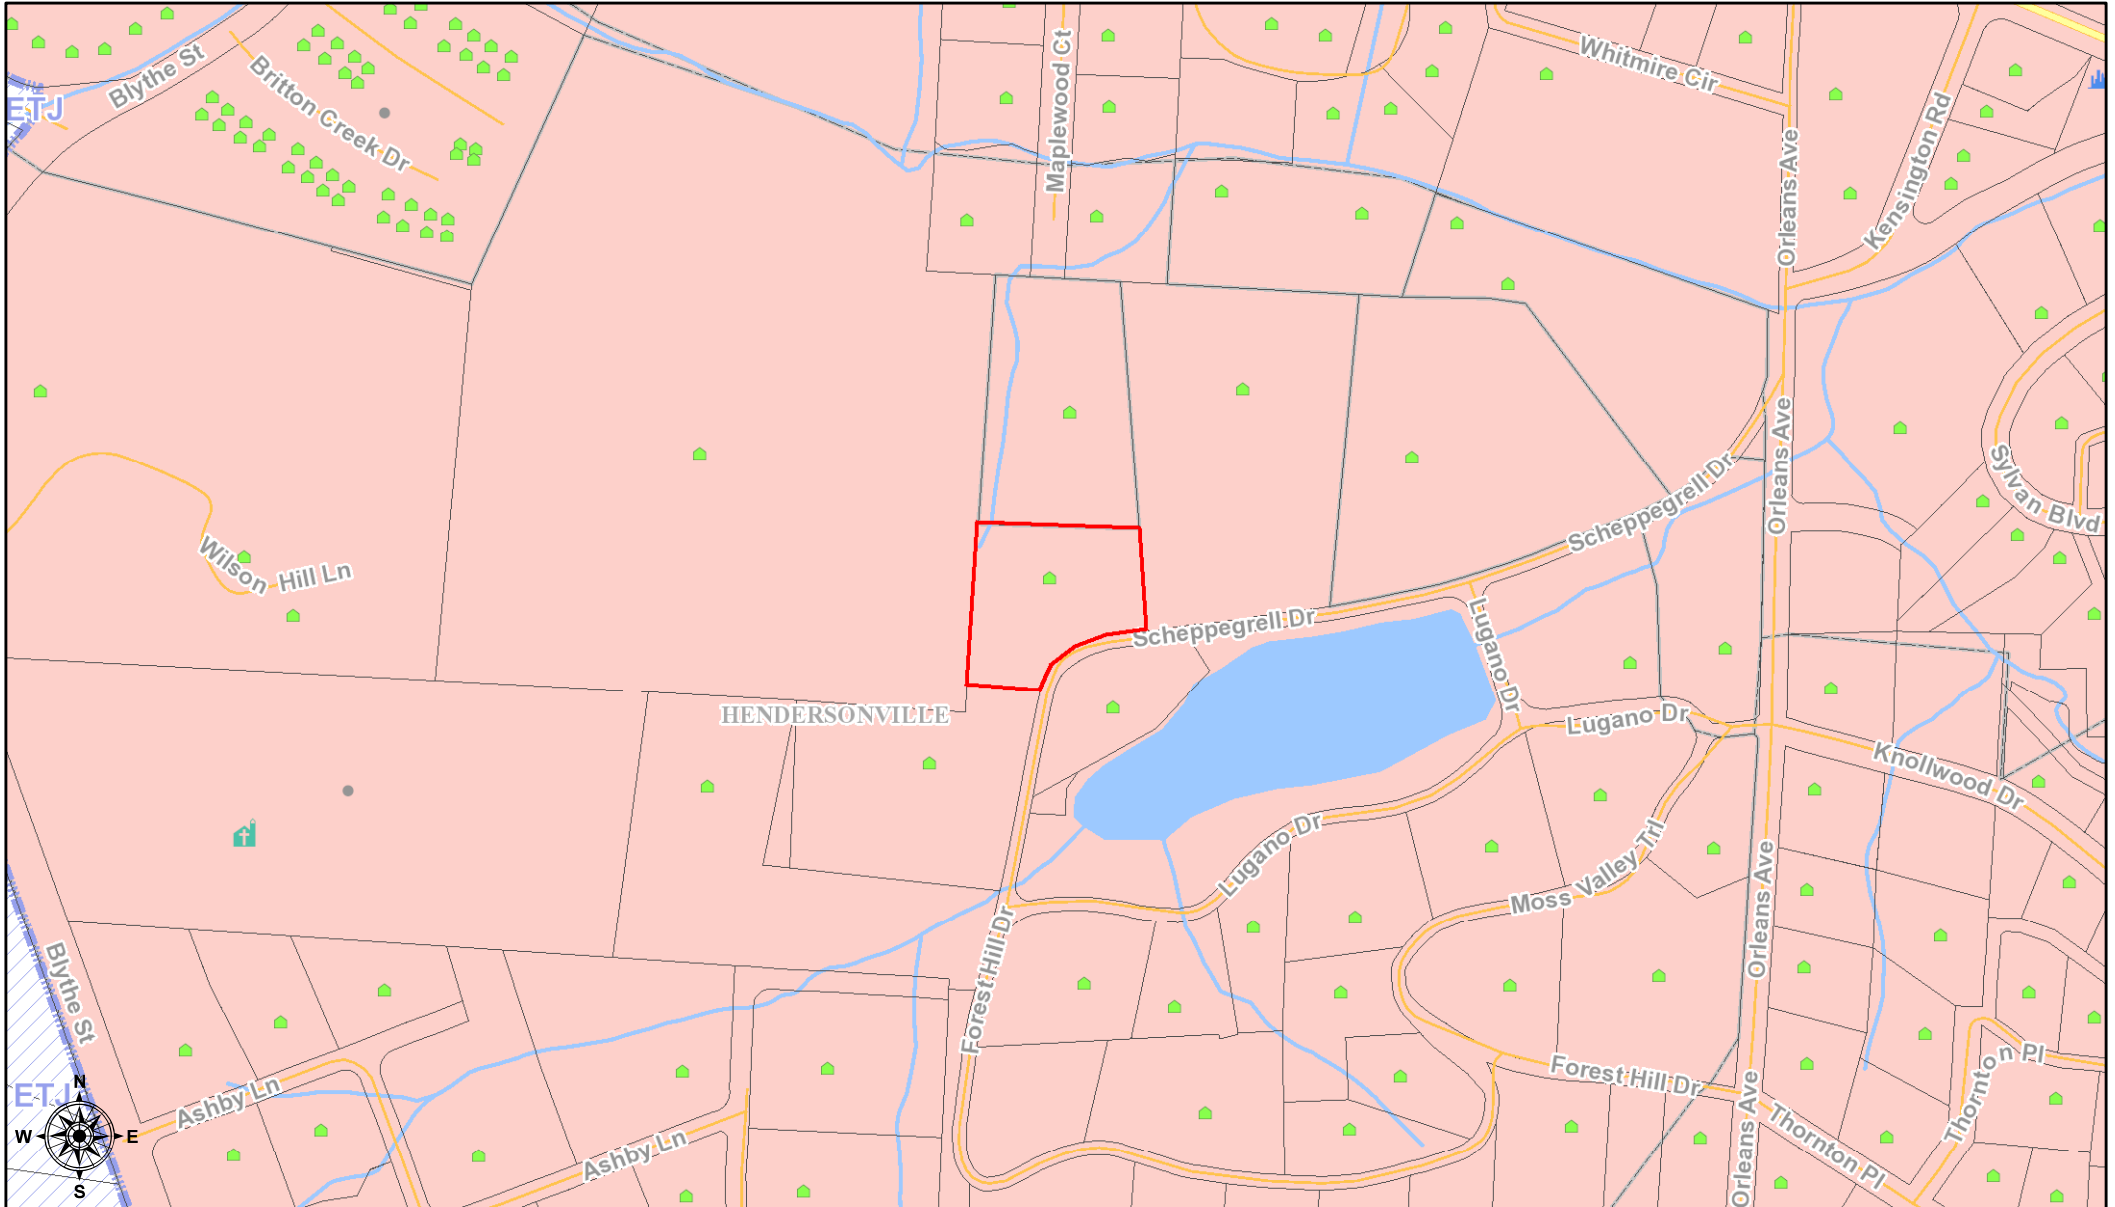 Maplewood Ct
Whitmire Cir
Blythe St
Britton Creek Dr
ETJ
Kensington Rd
Orleans Ave
Orleans Ave
Sylvan Blvd
Scheppegrell Dr
Wilson Hill Ln
Scheppegrell Dr
Lugano Dr
HENDERSONVILLE
Lugano Dr
Knollwood Dr
Lugano Dr
Moss Valley Trl
Orleans Ave
Forest Hill Dr
Blythe St
Thornton Pl
Forest Hill Dr
ETJ
N
W
E
S
Ashby Ln
Ashby Ln
Orleans Ave
Thornton Pl